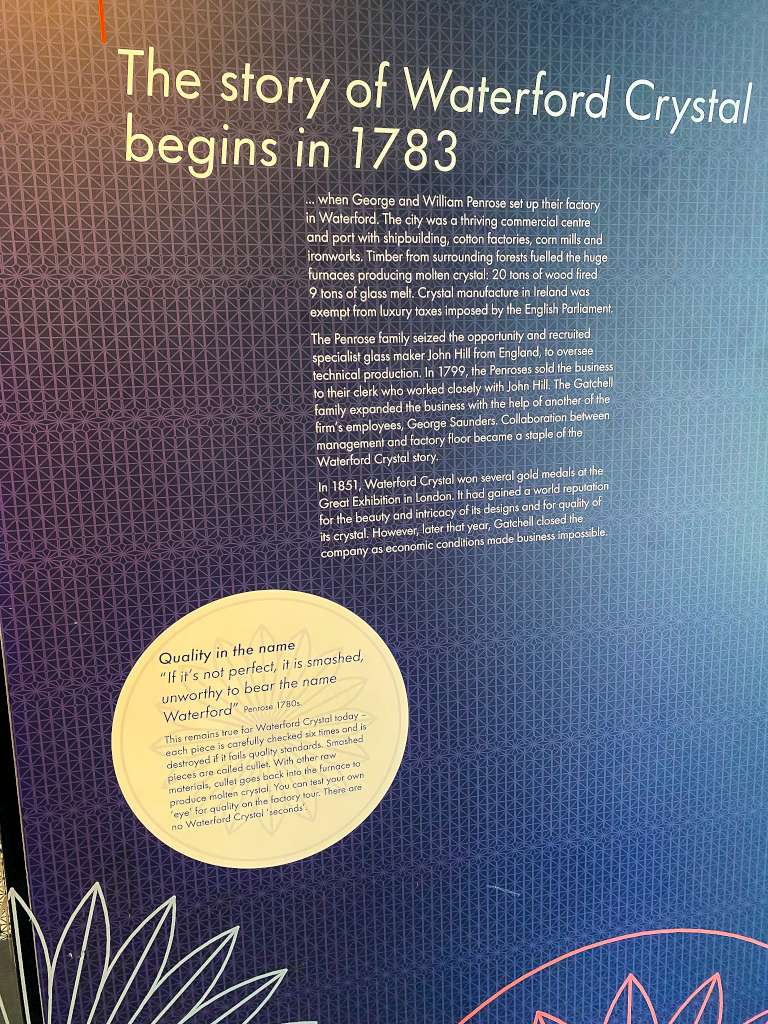 The story of Waterford Crystal
begins in 1783
... when George and William Penrose set up their factory
in Waterford. The city was a thriving commercial centre
and port with shipbuilding, cotton factories, corn mills and
ironworks. Timber from surrounding forests fuelled the huge
furnaces producing molten crystal: 20 tons of wood fired
9 tons of glass melt. Crystal manufacture in Ireland was
exempt from luxury taxes imposed by the English Parliament.
The Penrose family seized the opportunity and recruited
specialist glass maker John Hill from England, to oversee
technical production. In 1799, the Penroses sold the business
to their clerk who worked closely with John Hill. The Gatchell
family expanded the business with the help of another of the
firm's employees, George Saunders. Collaboration between
management and factory floor became a staple of the
Waterford Crystal story.
In 1851, Waterford Crystal won several gold medals at the
Great Exhibition in London. It had gained a world reputation
for the beauty and intricacy of its designs and for quality of
its crystal. However, later that year, Gatchell closed the
company as economic conditions made business impossible.
Quality in the name
"If it's not perfect, it is smashed,
unworthy to bear the name
Waterford" Penrose 1780s.
This remains true for Waterford Crystal today –
each piece is carefully checked six times and is
destroyed if it fails quality standards. Smashed
pieces are called cullet. With other raw
materials, cullet goes back into the furnace to
produce molten crystal. You can test your own
'eye' for quality on the factory tour. There are
no Waterford Crystal 'seconds'.